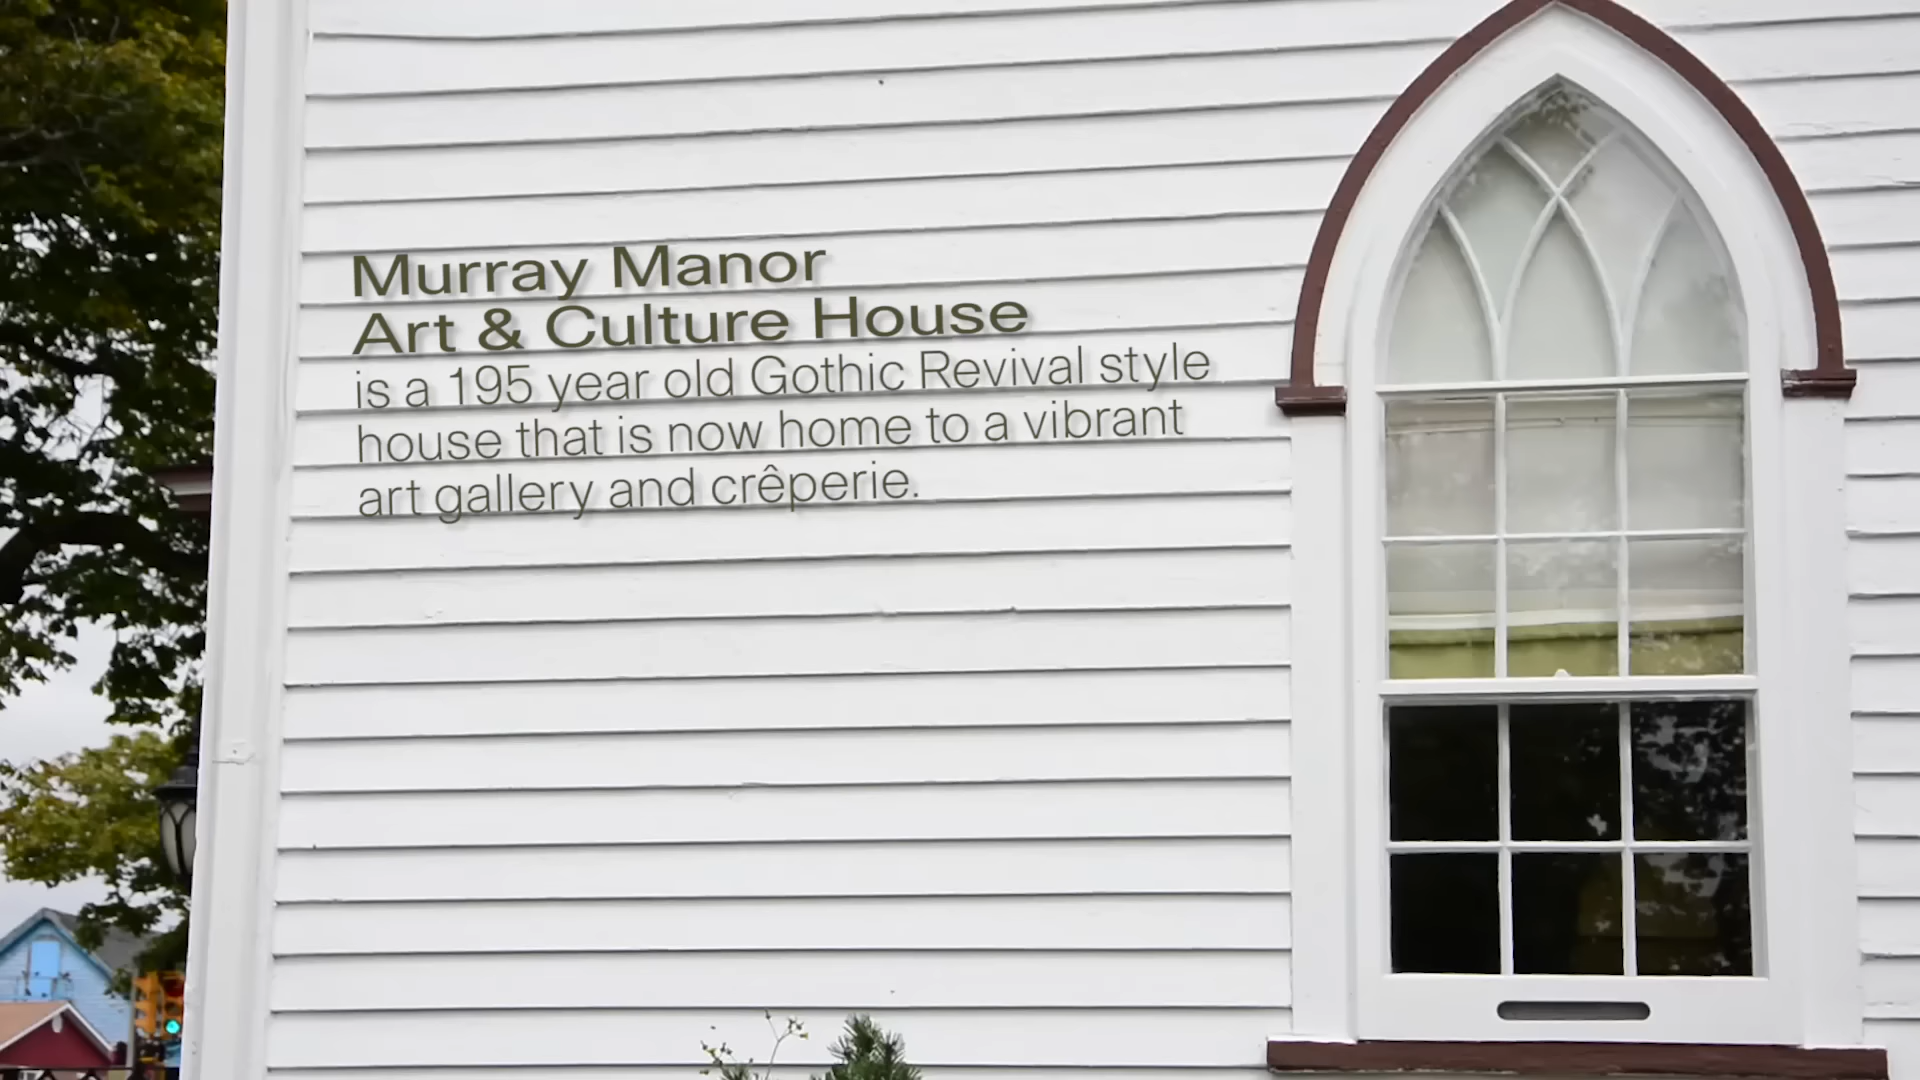 Murray Manor
Art & Culture House
is a 195 year old Gothic Revival style
house that is now home to a vibrant
art gallery and crêperie.